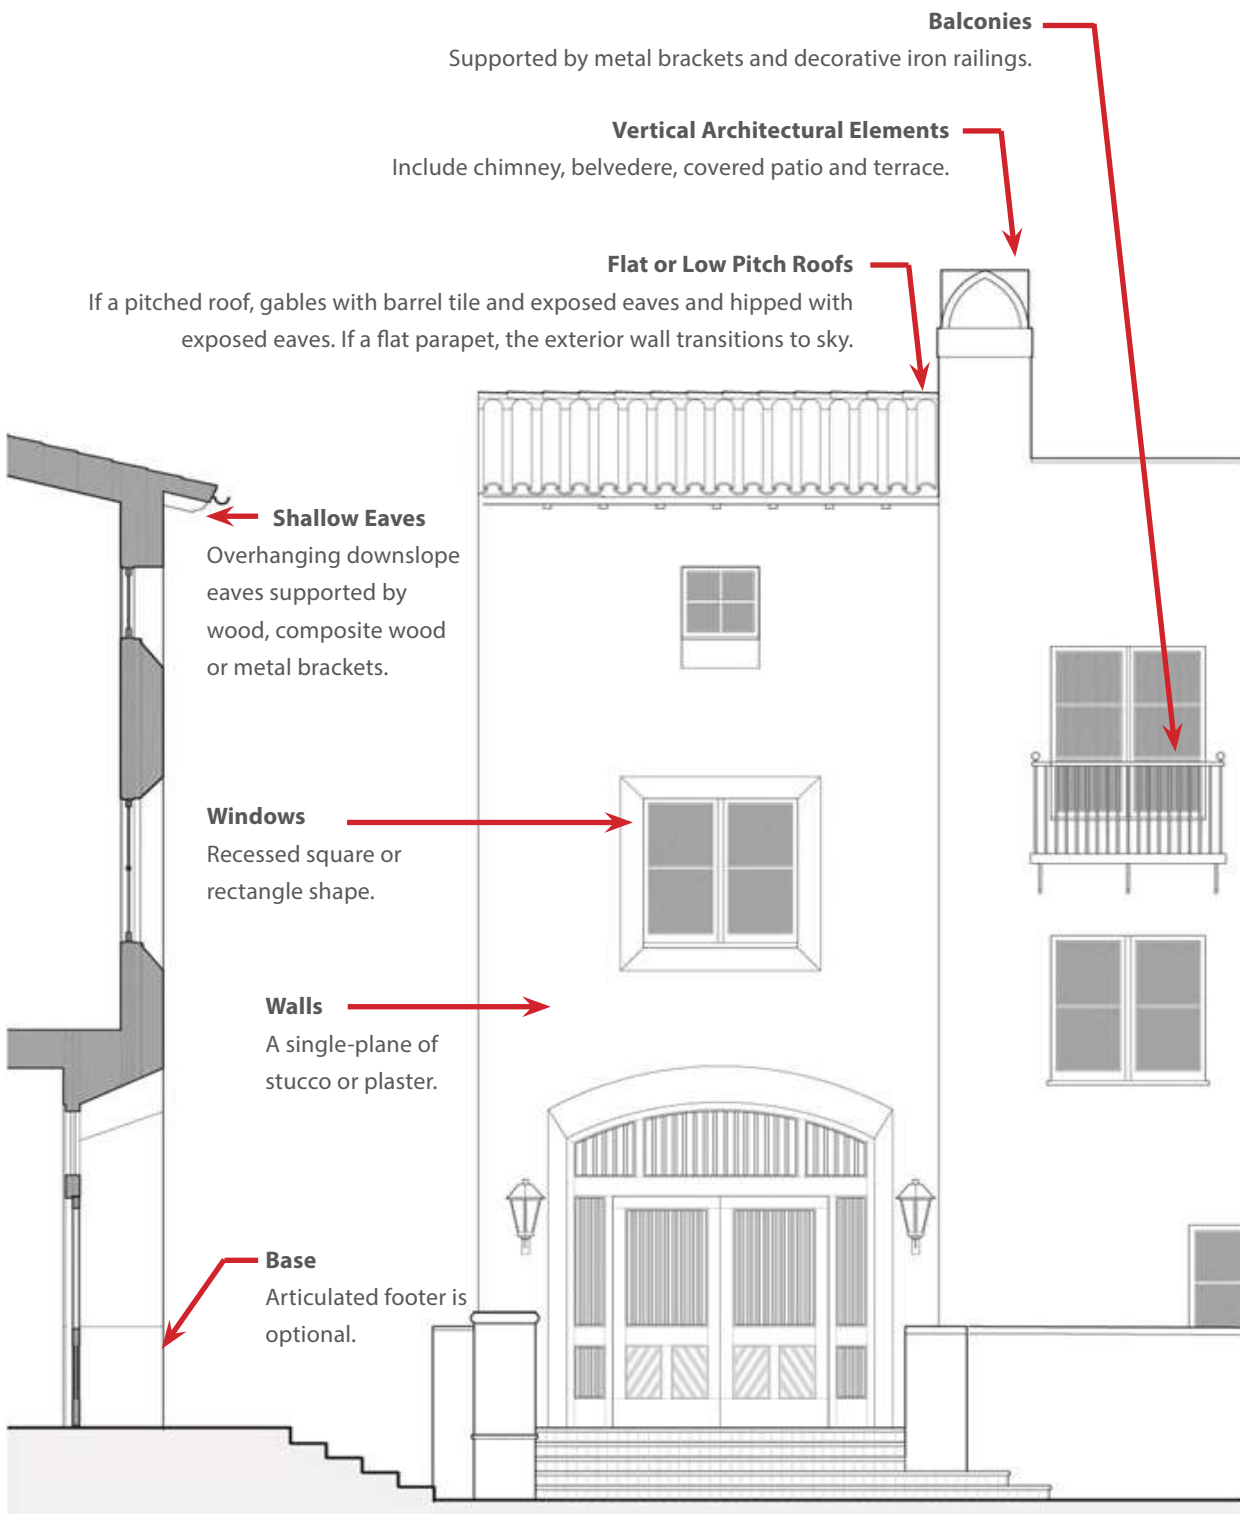 Balconies
Supported by metal brackets and decorative iron railings.
Vertical Architectural Elements
Include chimney, belvedere, covered patio and terrace.
Flat or Low Pitch Roofs
If a pitched roof, gables with barrel tile and exposed eaves and hipped with
exposed eaves. If a flat parapet, the exterior wall transitions to sky.
Shallow Eaves
Overhanging downslope
eaves supported by
wood, composite wood
or metal brackets.
Windows
Recessed square or
rectangle shape.
Walls
A single-plane of
stucco or plaster.
Base
Articulated footer is
optional.